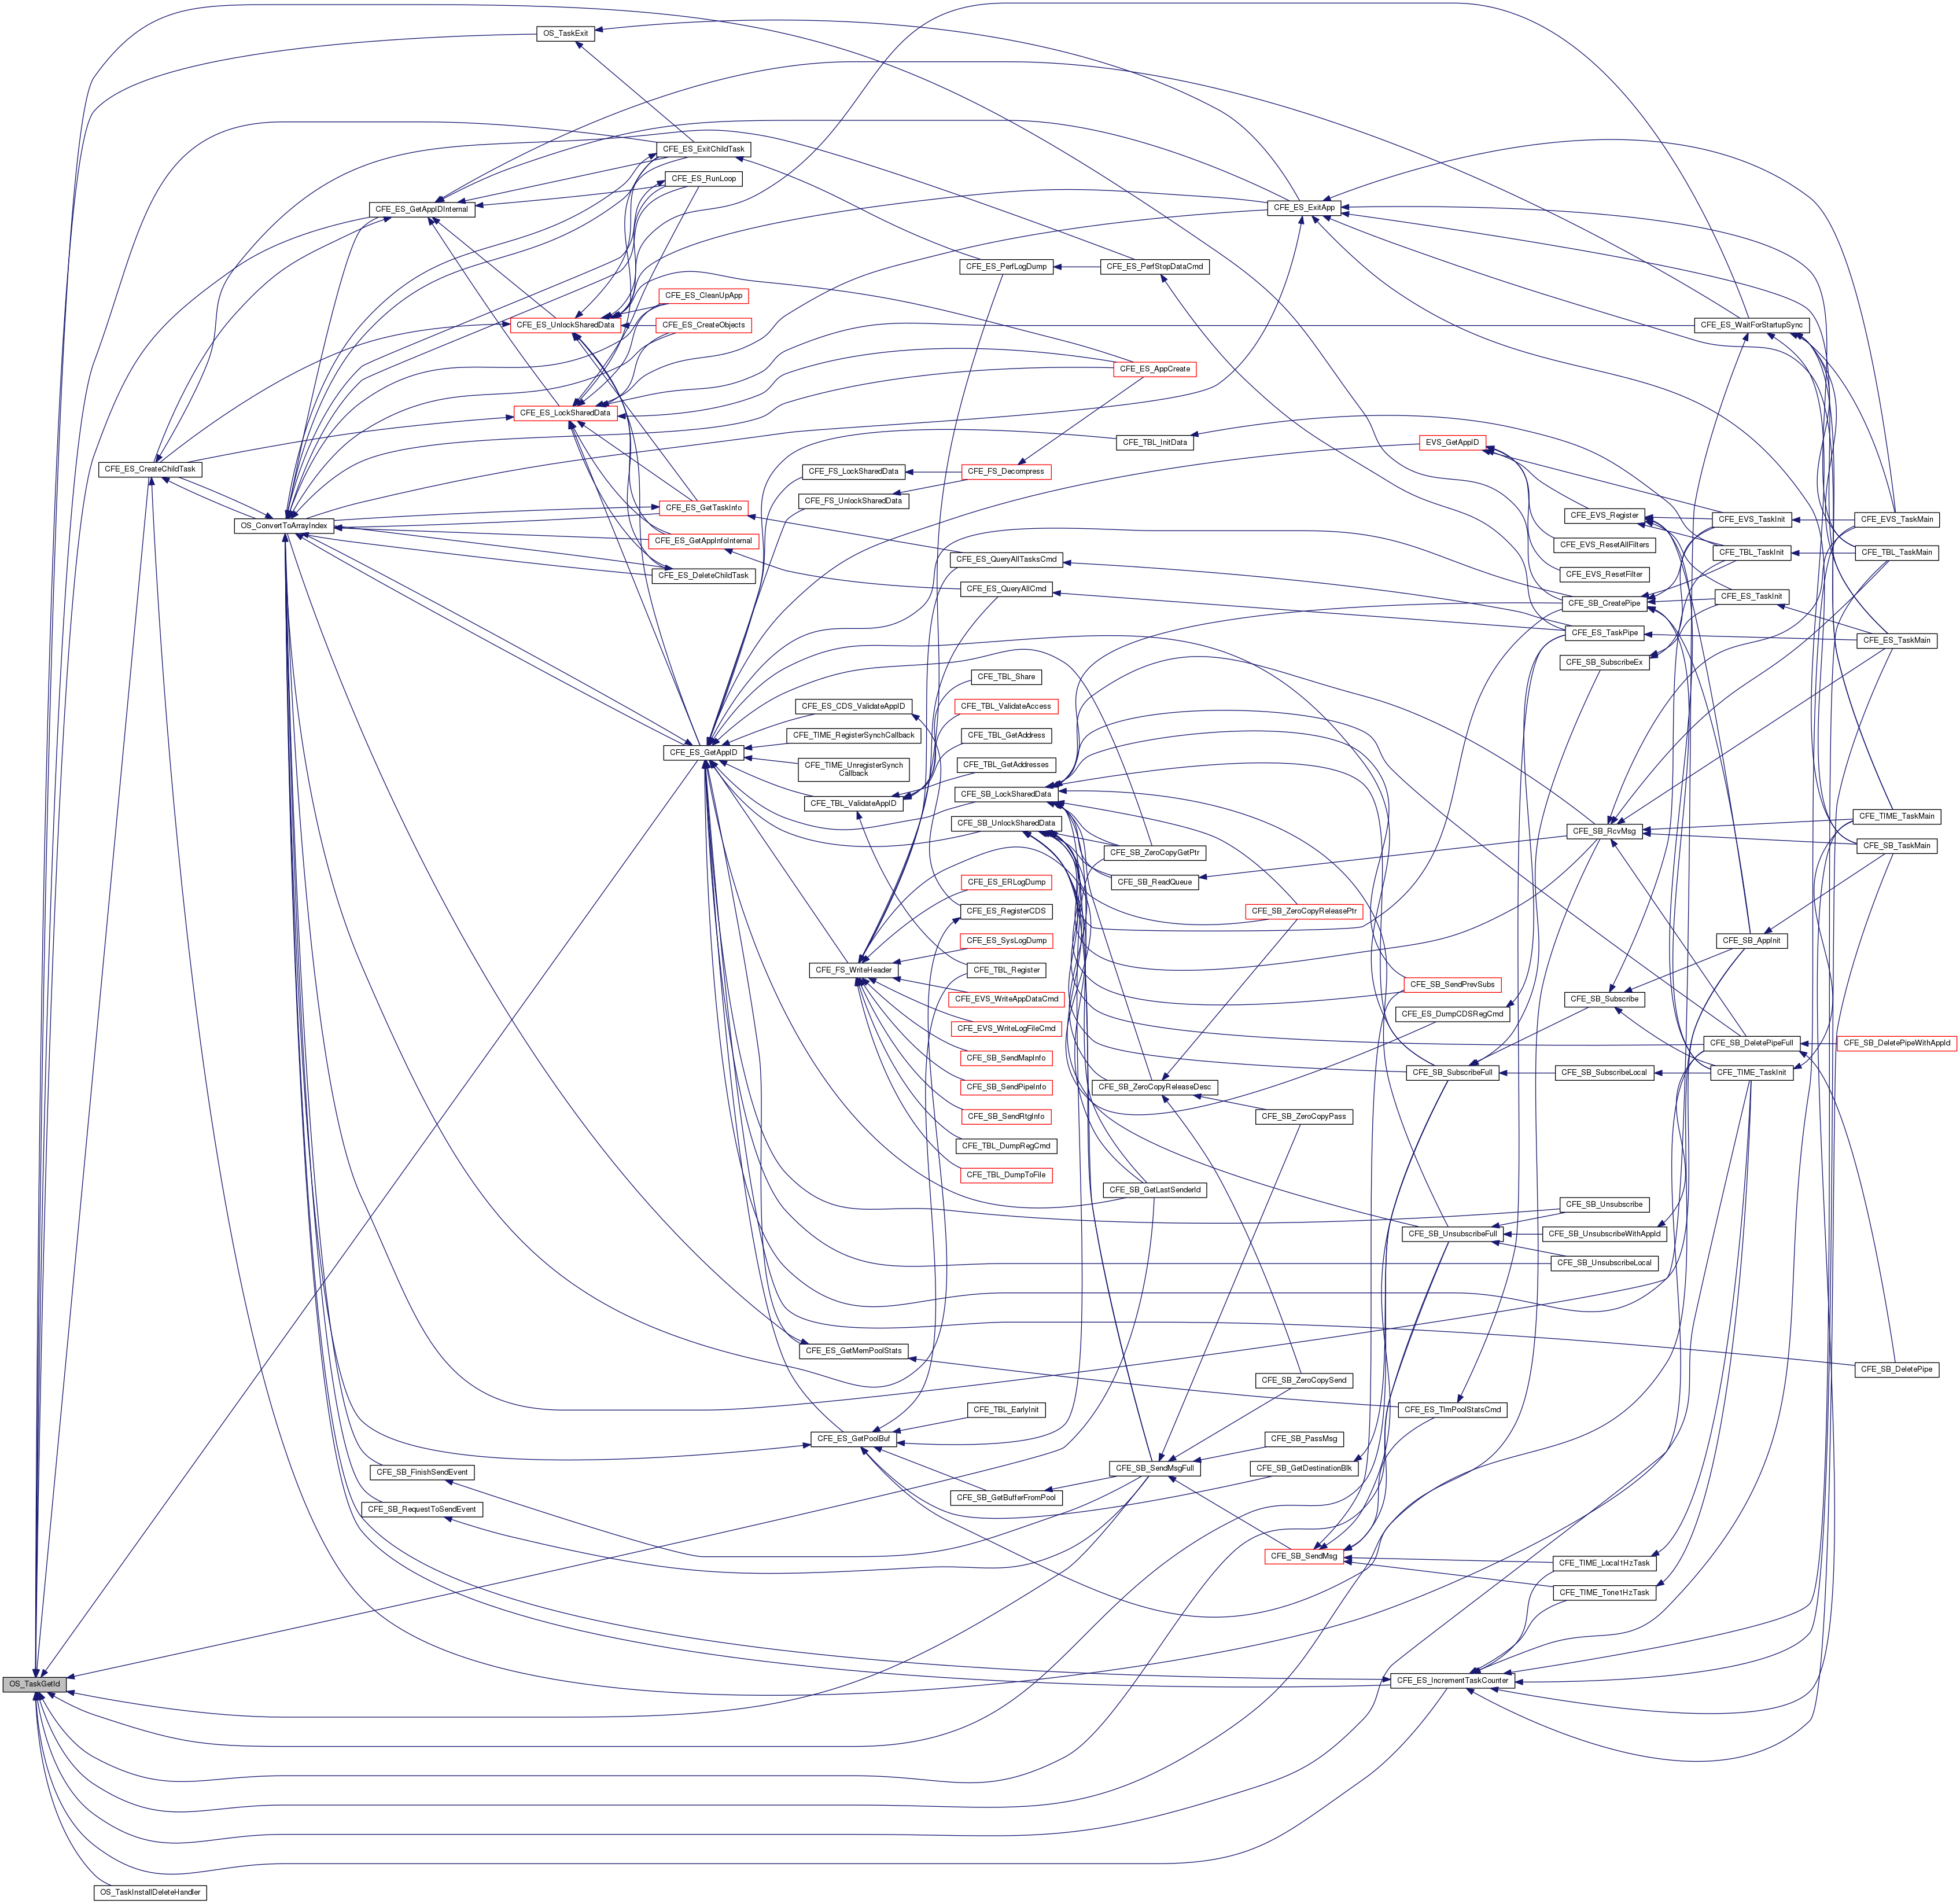 OS_TaskExit
CFE_ES_ExitChildTask
CFE_ES_RunLoop
CFE_ES_GetAppIDInternal
CFE_ES_ExitApp
CFE_ES_PerfLogDump
CFE_ES_PerfStopDataCmd
CFE_ES_CleanUpApp
CFE_ES_UnlockSharedData
CFE_ES_CreateObjects
CFE_ES_WaitForStartupSync
CFE_ES_AppCreate
CFE_ES_LockSharedData
CFE_TBL_InitData
EVS_GetAppID
CFE_ES_CreateChildTask
CFE_FS_LockSharedData
CFE_FS_Decompress
CFE_FS_UnlockSharedData
CFE_ES_GetTaskInfo
CFE_EVS_Register
CFE_EVS_TaskInit
CFE_EVS_TaskMain
OS_ConvertToArrayIndex
CFE_ES_GetAppInfoInternal
CFE_EVS_ResetAllFilters
CFE_TBL_TaskInit
CFE_TBL_TaskMain
CFE_ES_QueryAllTasksCmd
CFE_ES_DeleteChildTask
CFE_EVS_ResetFilter
CFE_ES_QueryAllCmd
CFE_SB_CreatePipe
CFE_ES_TaskInit
CFE_ES_TaskPipe
CFE_ES_TaskMain
CFE_SB_SubscribeEx
CFE_TBL_Share
CFE_ES_CDS_ValidateAppID
CFE_TBL_ValidateAccess
CFE_TIME_RegisterSynchCallback
CFE_TBL_GetAddress
CFE_ES_GetAppID
CFE_TIME_UnregisterSynch
Callback
CFE_TBL_GetAddresses
CFE_TBL_ValidateAppID
CFE_SB_LockSharedData
CFE_SB_UnlockSharedData
CFE_TIME_TaskMain
CFE_SB_RcvMsg
CFE_SB_TaskMain
CFE_SB_ZeroCopyGetPtr
CFE_SB_ReadQueue
CFE_ES_ERLogDump
CFE_ES_RegisterCDS
CFE_SB_ZeroCopyReleasePtr
CFE_ES_SysLogDump
CFE_SB_AppInit
CFE_FS_WriteHeader
CFE_TBL_Register
CFE_SB_SendPrevSubs
CFE_EVS_WriteAppDataCmd
CFE_SB_Subscribe
CFE_ES_DumpCDSRegCmd
CFE_EVS_WriteLogFileCmd
CFE_SB_DeletePipeFull
CFE_SB_DeletePipeWithAppId
CFE_SB_SendMapInfo
CFE_SB_SubscribeFull
CFE_SB_SubscribeLocal
CFE_TIME_TaskInit
CFE_SB_SendPipeInfo
CFE_SB_ZeroCopyReleaseDesc
CFE_SB_SendRtgInfo
CFE_SB_ZeroCopyPass
CFE_TBL_DumpRegCmd
CFE_TBL_DumpToFile
CFE_SB_GetLastSenderId
CFE_SB_Unsubscribe
CFE_SB_UnsubscribeFull
CFE_SB_UnsubscribeWithAppId
CFE_SB_UnsubscribeLocal
CFE_ES_GetMemPoolStats
CFE_SB_DeletePipe
CFE_SB_ZeroCopySend
CFE_TBL_EarlyInit
CFE_ES_TlmPoolStatsCmd
CFE_ES_GetPoolBuf
CFE_SB_PassMsg
CFE_SB_FinishSendEvent
CFE_SB_SendMsgFull
CFE_SB_GetDestinationBlk
CFE_SB_GetBufferFromPool
CFE_SB_RequestToSendEvent
CFE_SB_SendMsg
CFE_TIME_Local1HzTask
CFE_TIME_Tone1HzTask
OS_TaskGetId
CFE_ES_IncrementTaskCounter
OS_TaskInstallDeleteHandler